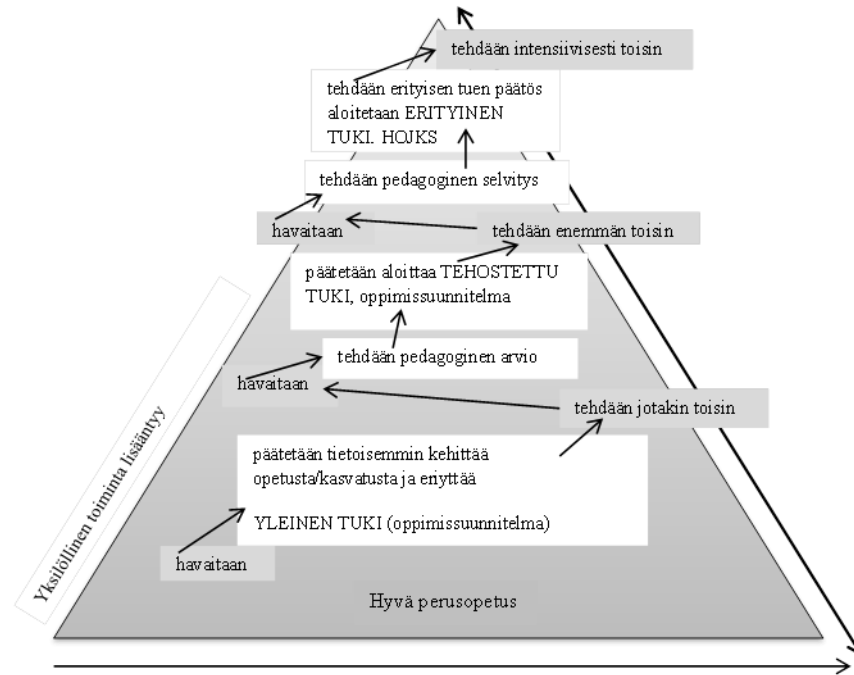 tehdään intensiivisesti toisin
tehdään erityisen tuen päätös
aloitetaan ERITYINEN
TUKI. HOJKS
tehdään pedagoginen selvitys
havaitaan
tehdään enemmän toisin
päätetään aloittaa TEHOSTETTU
TUKI, oppimissuunnitelma
tehdään pedagoginen arvio
havaitaan
tehdään jotakin toisin
päätetään tietoisemmin kehittää
opetusta/kasvatusta ja eriyttää
YLEINEN TUKI (oppimissuunnitelma)
havaitaan
Hyvä perusopetus
Yksilöllinen toiminta lisääntyy